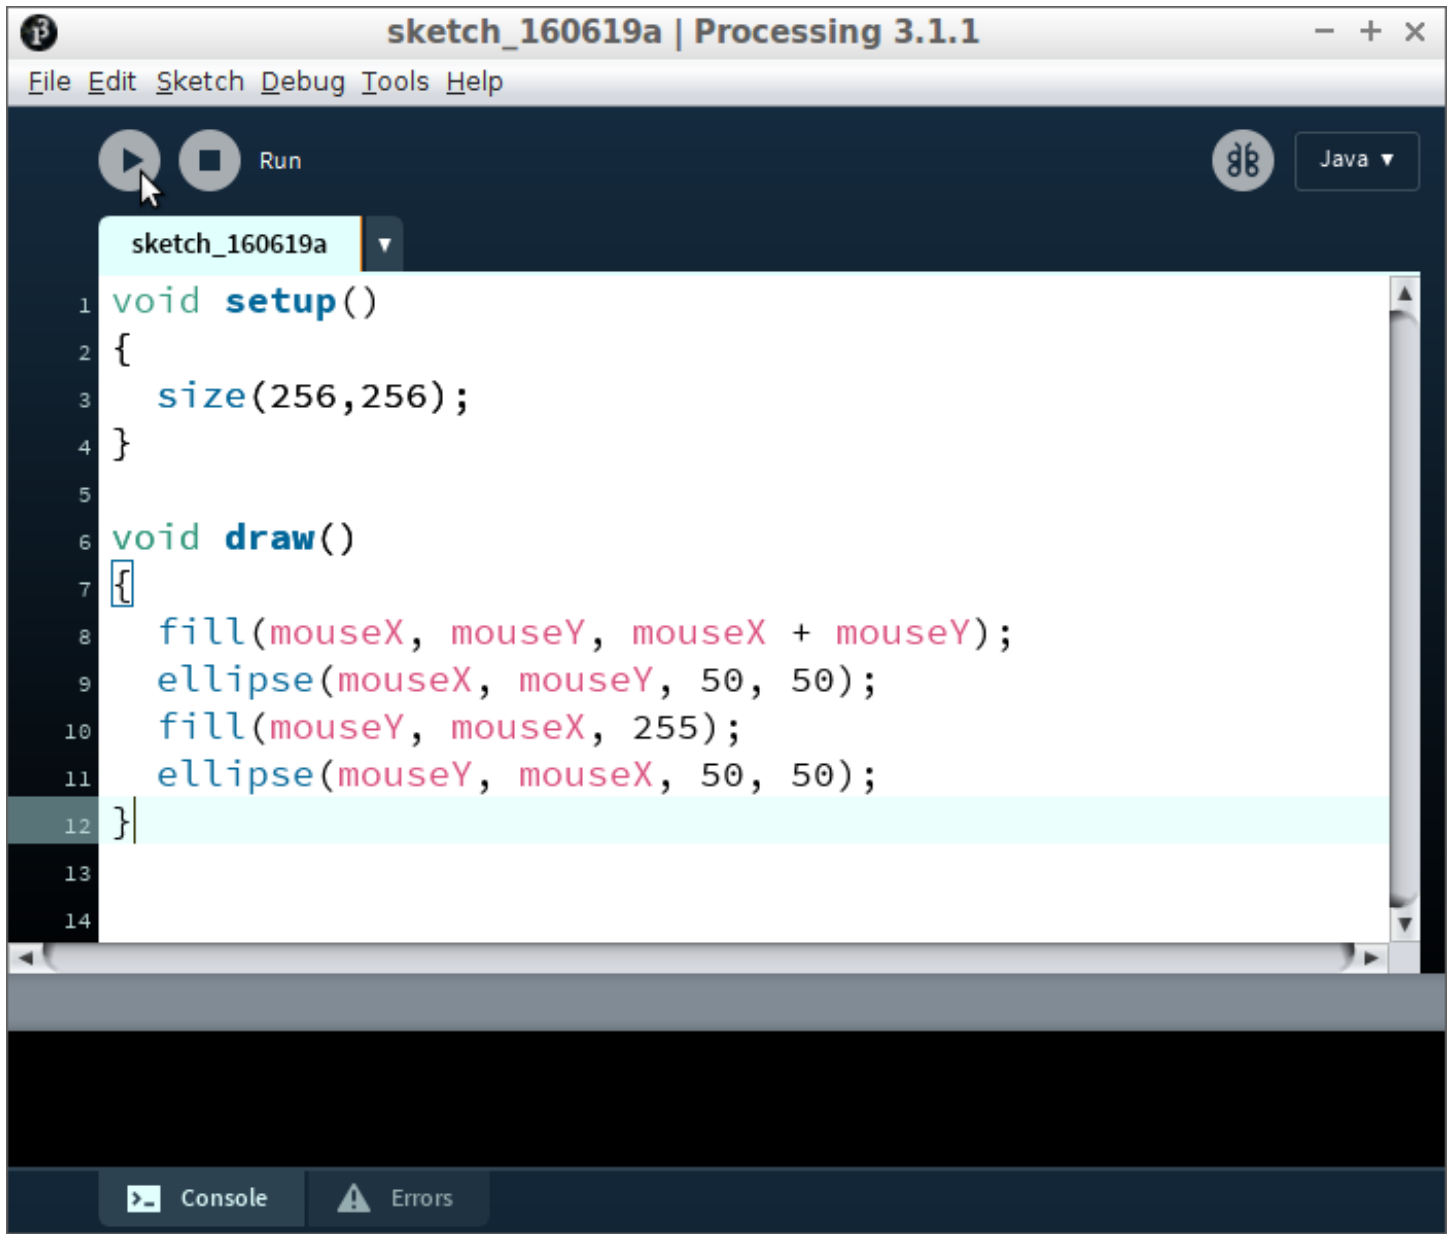 sketch_160619a | Processing 3.1.1
File Edit Sketch Debug Tools Help
Run
Java ▼
sketch_160619a ▼
1 void setup()
2 {
3   size(256,256);
4 }
5
6 void draw()
7 {
8   fill(mouseX, mouseY, mouseX + mouseY);
9   ellipse(mouseX, mouseY, 50, 50);
10   fill(mouseY, mouseX, 255);
11   ellipse(mouseY, mouseX, 50, 50);
12 }
13
14
Console Errors